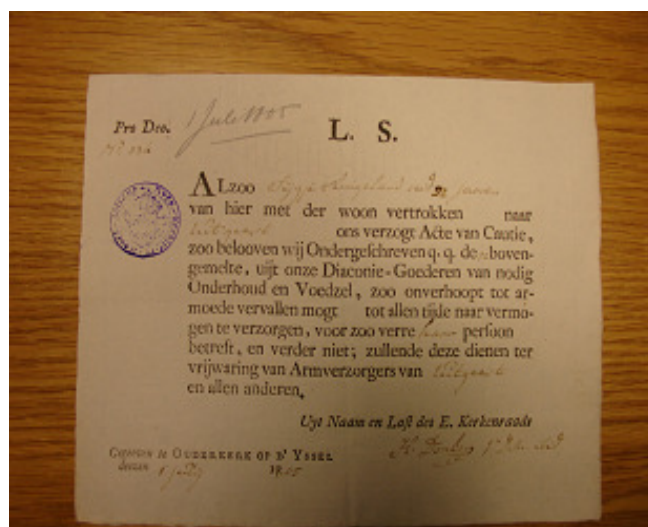 Pro Deo.
1 Juli 1805
L. S.
ALZOO
van hier met der woon vertrokken naar
ons verzogt Acte van Cautie,
zoo belooven wij Ondergeschreven q. q. de boven-
gemelte, uijt onze Diaconie-Goederen van nodig
Onderhoud en Voedzel, zoo onverhoopt tot ar-
moede vervallen mogt tot allen tijde naar vermo-
gen te verzorgen, voor zoo verre haar persoon
betreft, en verder niet; zullende deze dienen ter
vrijwaring van Armverzorgers van
en allen anderen.
Uyt Naam en Last des E. Kerkenraads
Gegeven te OUDERKERK OP D' YSSEL
dezen 1805